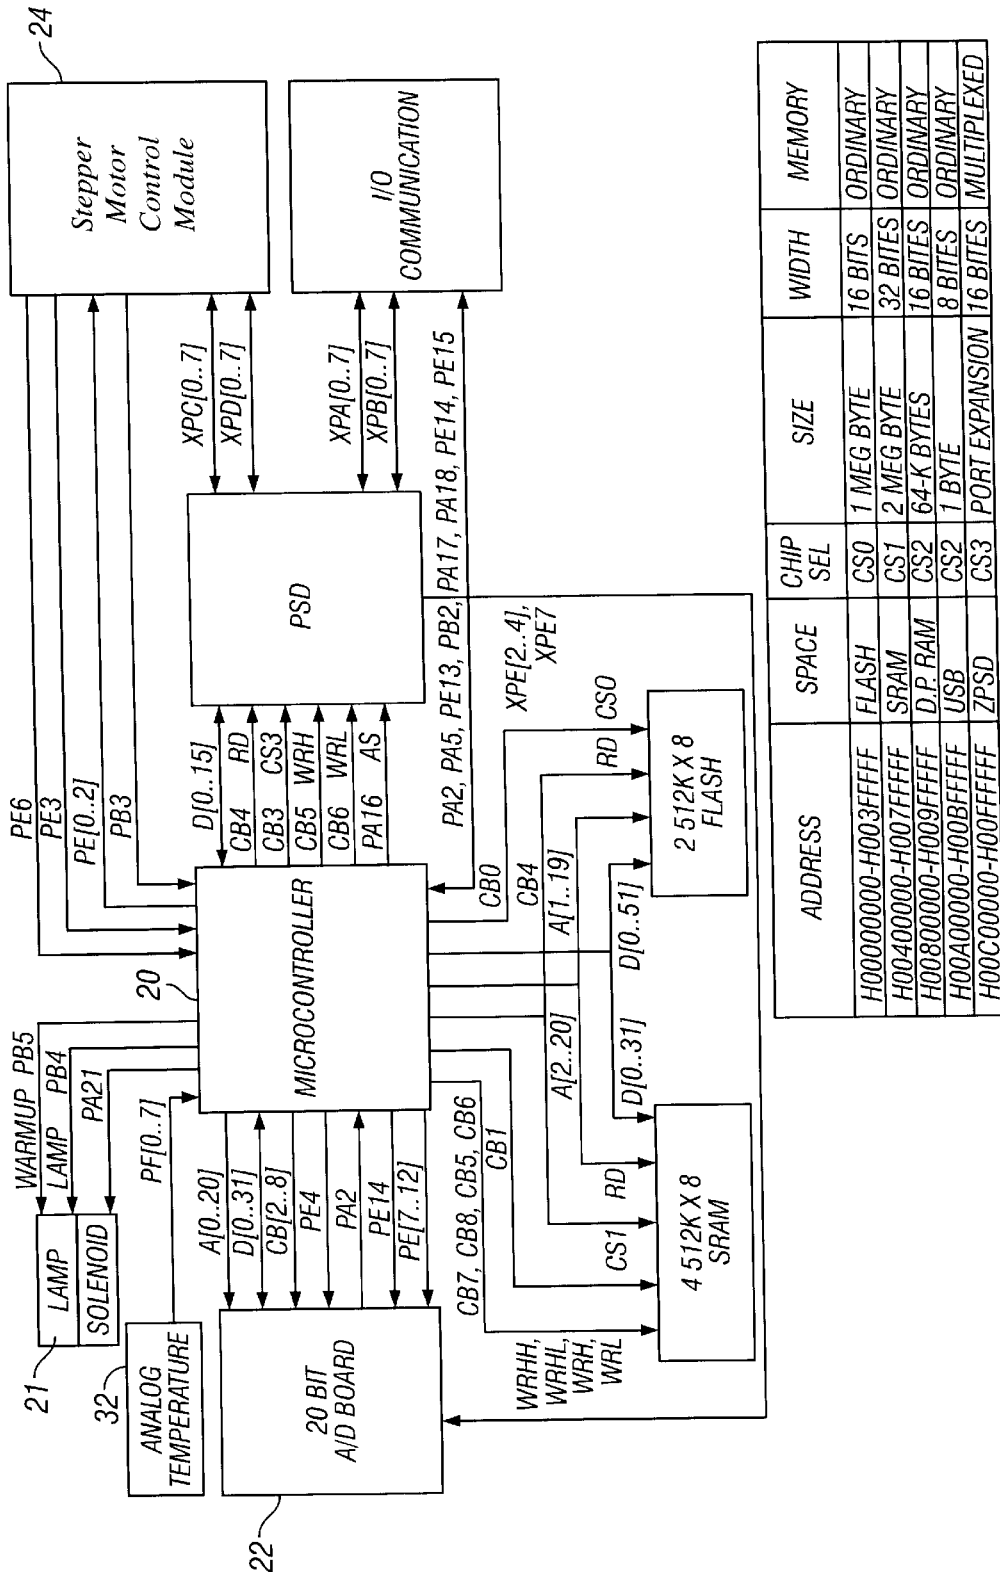 WARMUP PB5
LAMP PB4
PA21
PF[0..7]
PE6
PE3
PE[0..2]
PB3
24
Stepper
Motor
Control
Module
21
LAMP
SOLENOID
32
ANALOG
TEMPERATURE
20
MICROCONTROLLER
XPC[0..7]
XPD[0..7]
XPA[0..7]
XPB[0..7]
I/O
COMMUNICATION
22
20 BIT
A/D BOARD
A[0..20]
D[0..31]
CB[2..8]
PE4
PA2
PE14
PE[7..12]
D[0..15]
CB4 RD
CB3 CS3
CB5 WRH
CB6 WRL
PA16 AS
PSD
PA2, PA5, PE13, PB2, PA17, PA18, PE14, PE15
XPE[2..4],
XPE7
CB0
CS0
CB4
RD
A[1..19]
D[0..51]
A[2..20]
D[0..31]
CB7, CB8, CB5, CB6
CB1
RD
CS1
WRHH,
WRHL,
WRH,
WRL
4 512K X 8
SRAM
2 512K X 8
FLASH
ADDRESS SPACE CHIP SEL SIZE WIDTH MEMORY
H0000000-H003FFFFF FLASH CS0 1 MEG BYTE 16 BITS ORDINARY
H0040000-H007FFFFF SRAM CS1 2 MEG BYTE 32 BITES ORDINARY
H0080000-H009FFFFF D.P. RAM CS2 64-K BYTES 16 BITES ORDINARY
H00A00000-H00BFFFFF USB CS2 1 BYTE 8 BITES ORDINARY
H00C00000-H00FFFFFF ZPSD CS3 PORT EXPANSION 16 BITES MULTIPLEXED